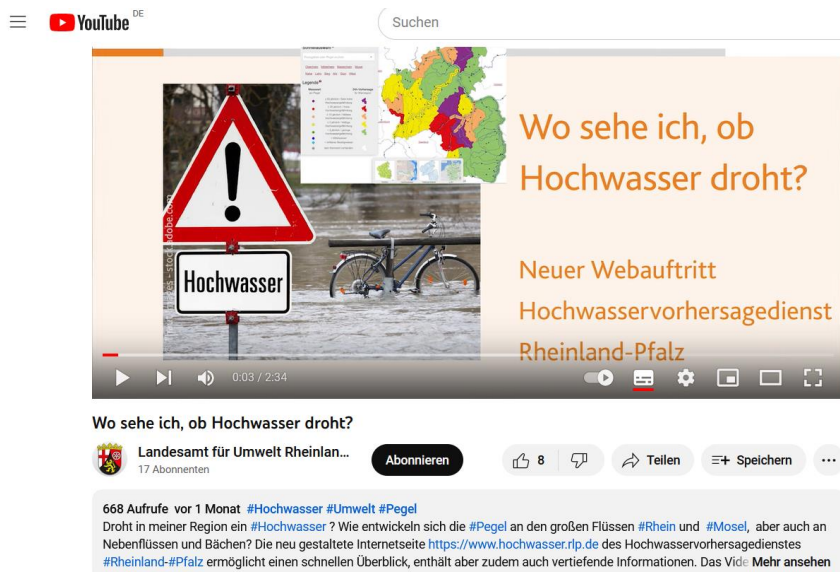 YouTube DE
Suchen
Legende
Wo sehe ich, ob
Hochwasser droht?
Hochwasser
Neuer Webauftritt
Hochwasservorhersagedienst
Rheinland-Pfalz
0:03 / 2:34
Wo sehe ich, ob Hochwasser droht?
Landesamt für Umwelt Rheinlan...
17 Abonnenten
Abonnieren
8
Teilen
Speichern
668 Aufrufe vor 1 Monat #Hochwasser #Umwelt #Pegel
Droht in meiner Region ein #Hochwasser ? Wie entwickeln sich die #Pegel an den großen Flüssen #Rhein und #Mosel, aber auch an
Nebenflüssen und Bächen? Die neu gestaltete Internetseite https://www.hochwasser.rlp.de des Hochwasservorhersagedienstes
#Rheinland-#Pfalz ermöglicht einen schnellen Überblick, enthält aber zudem auch vertiefende Informationen. Das Vide Mehr ansehen